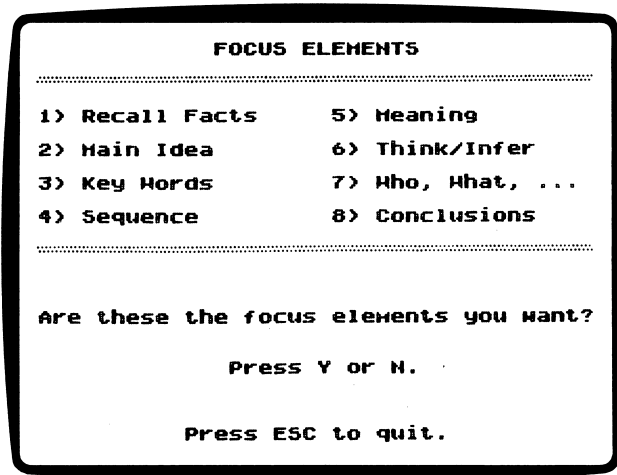 FOCUS ELEMENTS
1) Recall Facts 5) Meaning
2) Main Idea 6) Think/Infer
3) Key Words 7) Who, What, ...
4) Sequence 8) Conclusions
Are these the focus elements you want?
Press Y or N.
Press ESC to quit.